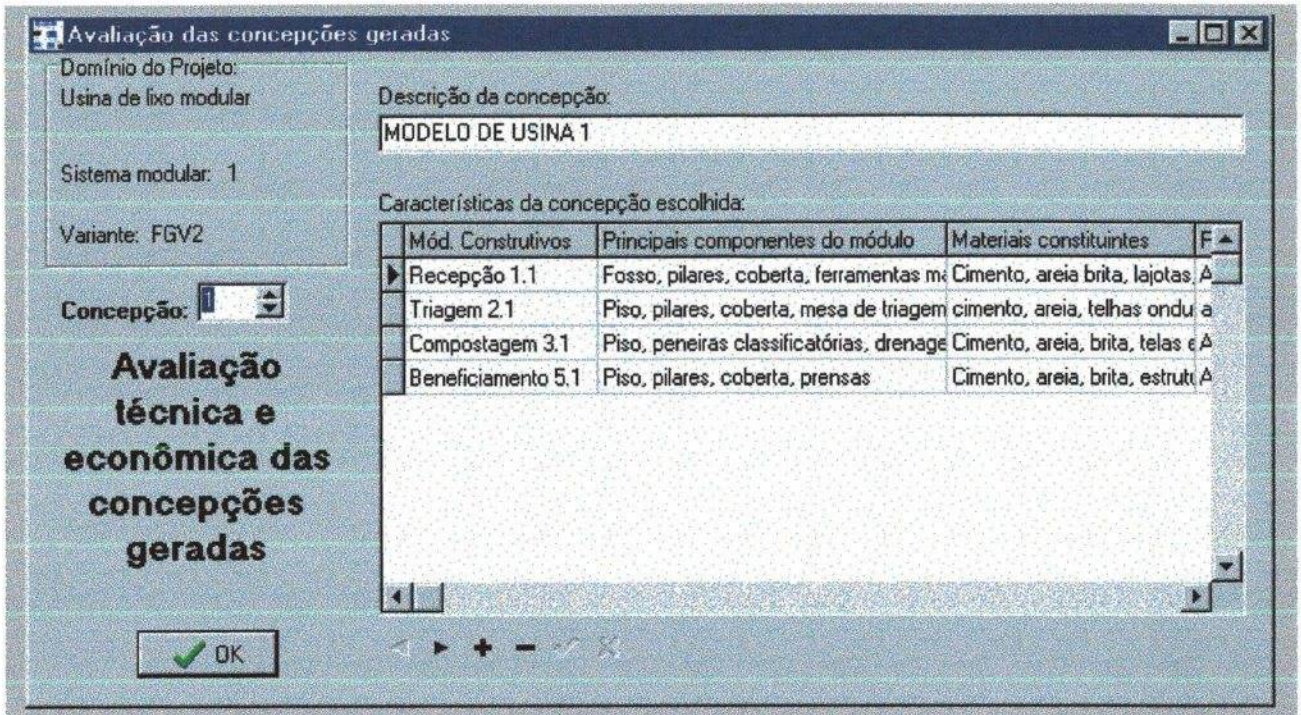 Avaliação das concepções geradas
Domínio do Projeto:
Usina de lixo modular
Sistema modular: 1
Variante: FGV2
Concepção: 1
Avaliação
técnica e
econômica das
concepções
geradas
OK
Descrição da concepção:
MODELO DE USINA 1
Características da concepção escolhida:
Mód. Construtivos Principais componentes do módulo Materiais constituintes F
Recepção 1.1 Fosso, pilares, coberta, ferramentas ma Cimento, areia brita, lajotas, A
Triagem 2.1 Piso, pilares, coberta, mesa de triagem cimento, areia, telhas ondu a
Compostagem 3.1 Piso, peneiras classificatórias, drenage Cimento, areia, brita, telas e A
Beneficiamento 5.1 Piso, pilares, coberta, prensas Cimento, areia, brita, estrutu A